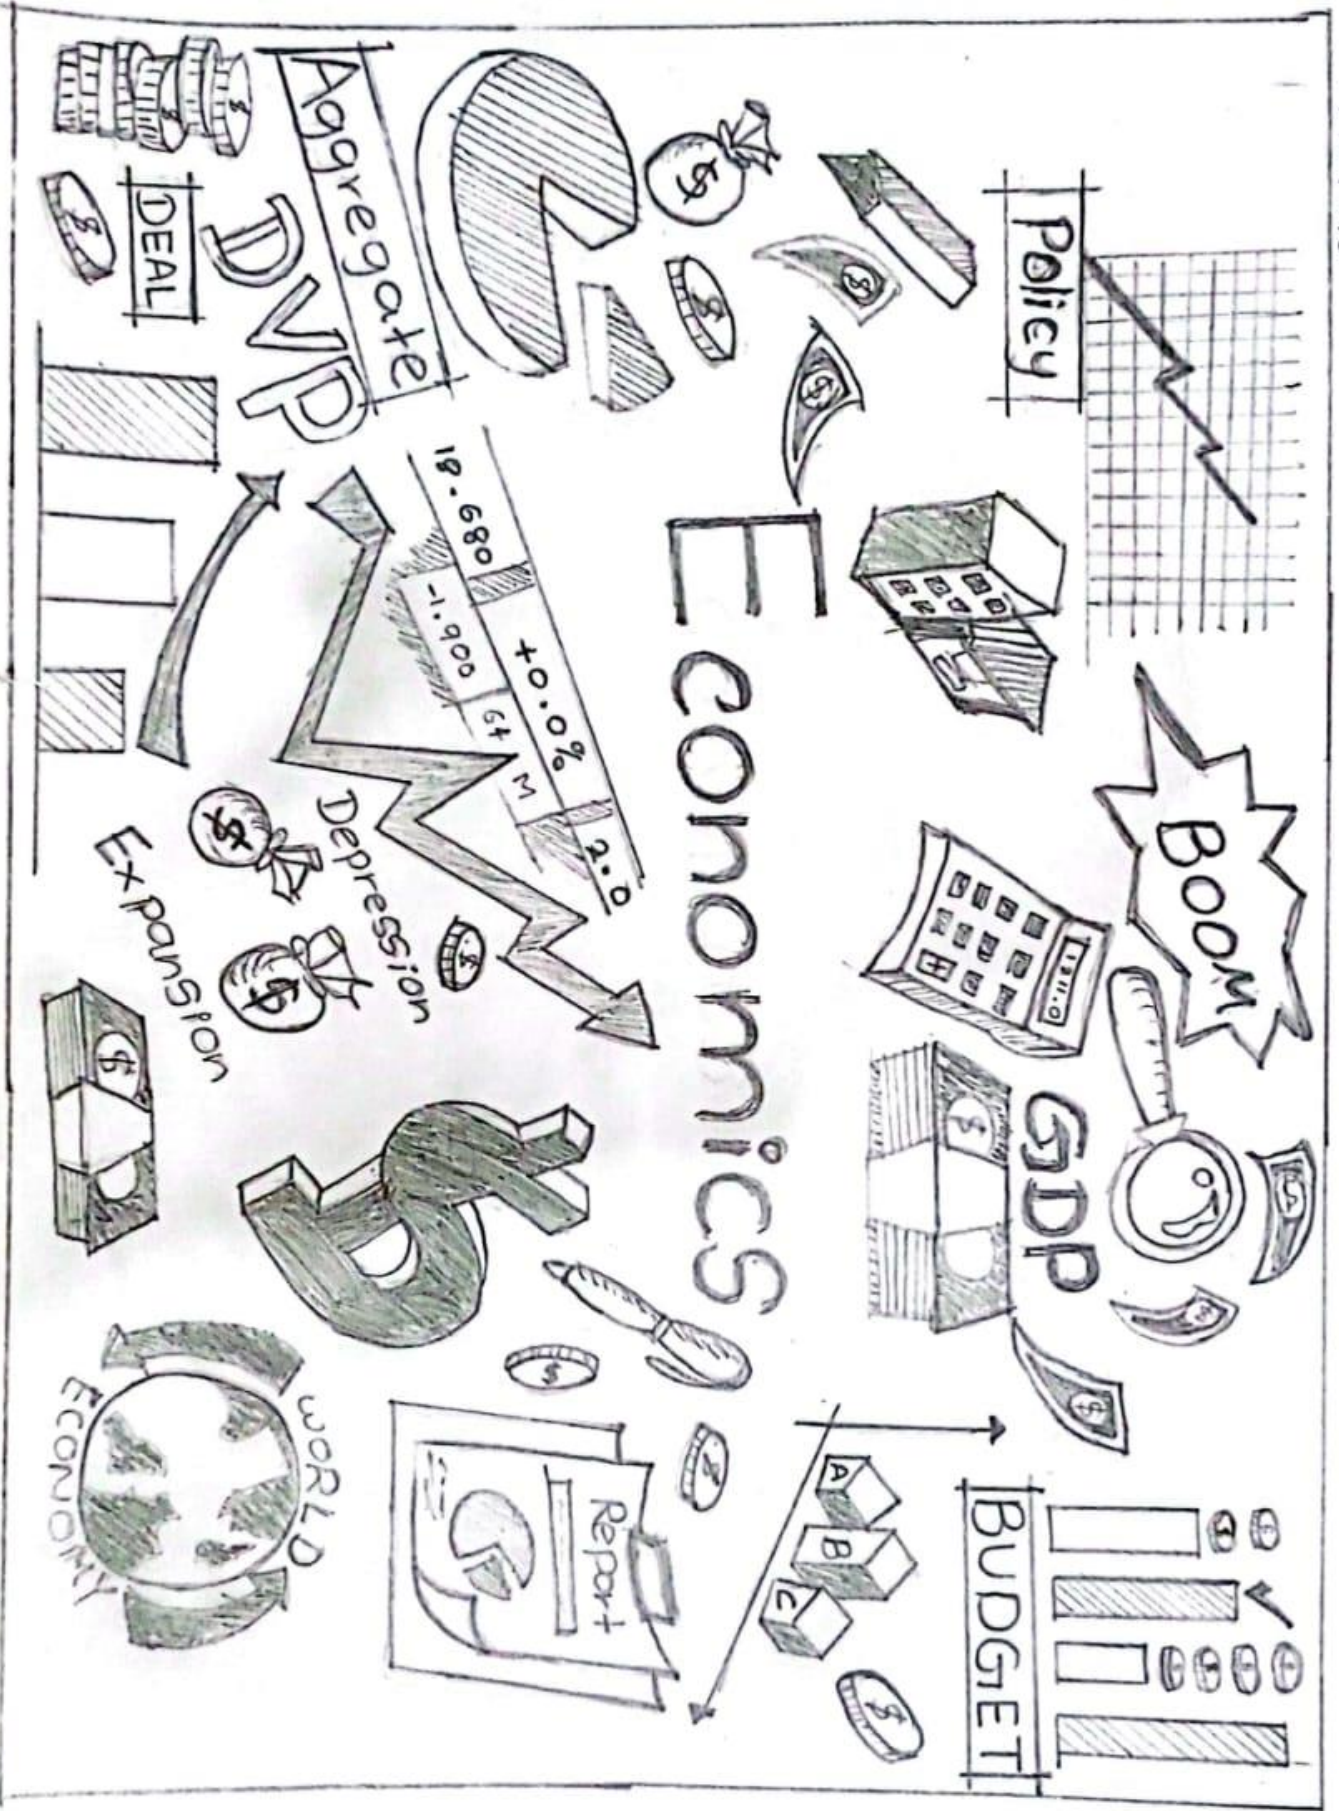 BOOM
Policy
GDP
BUDGET
A
B
C
Economics
18.680 +0.0% 2.0
-1.900
Report
Aggregate
DVP
DEAL
Depression
Expansion
WORLD
ECONOMY